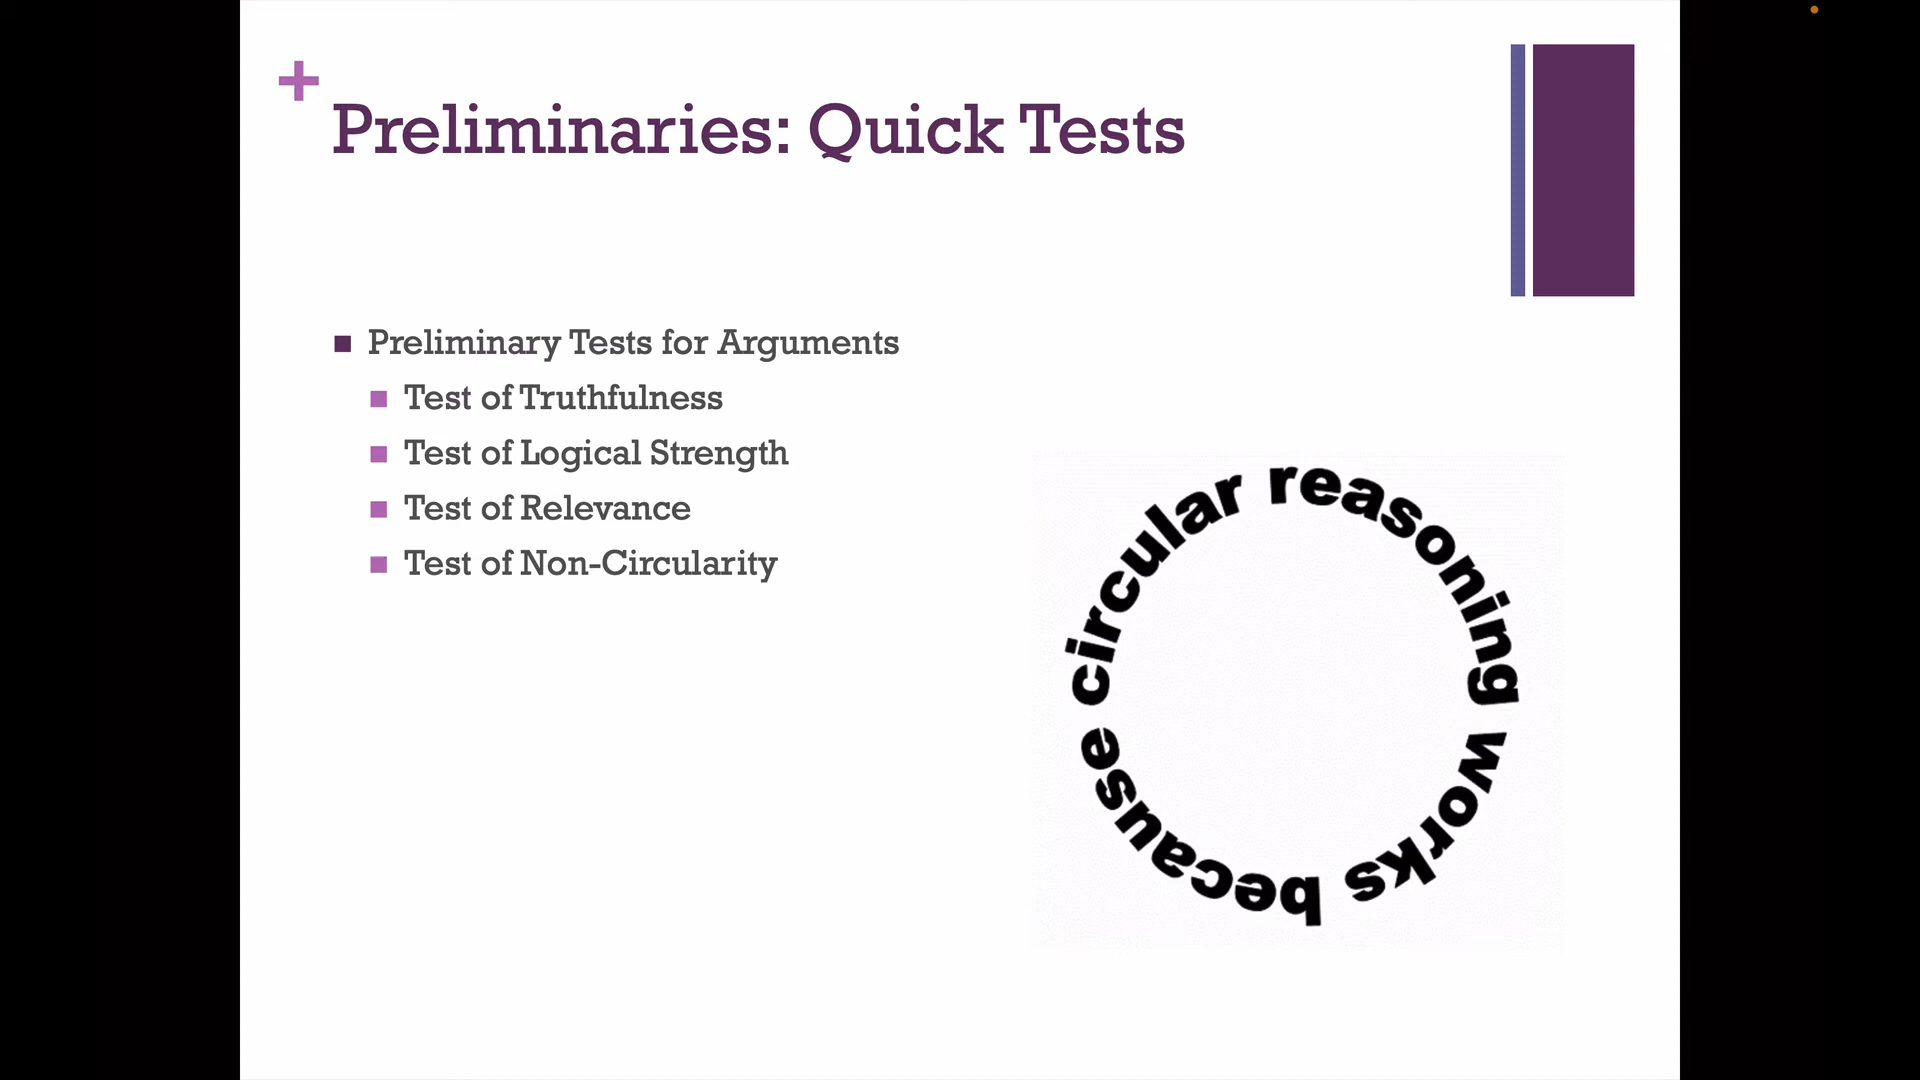 +
Preliminaries: Quick Tests
Preliminary Tests for Arguments
Test of Truthfulness
Test of Logical Strength
Test of Relevance
Test of Non-Circularity
circular reasoning works because